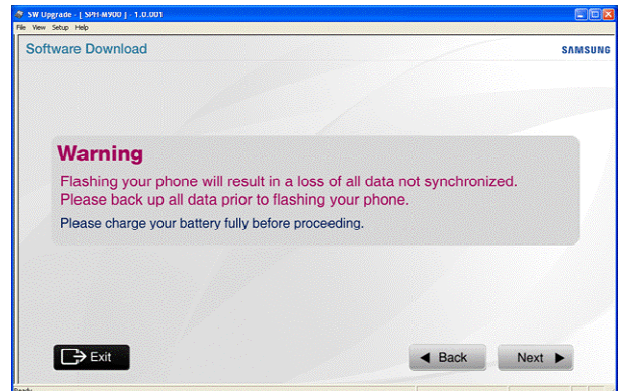 SW Upgrade - [ SPH-M900 ] - 1.0.001
File View Setup Help
Software Download
SAMSUNG
Warning
Flashing your phone will result in a loss of all data not synchronized.
Please back up all data prior to flashing your phone.
Please charge your battery fully before proceeding.
Exit
Back
Next
Ready